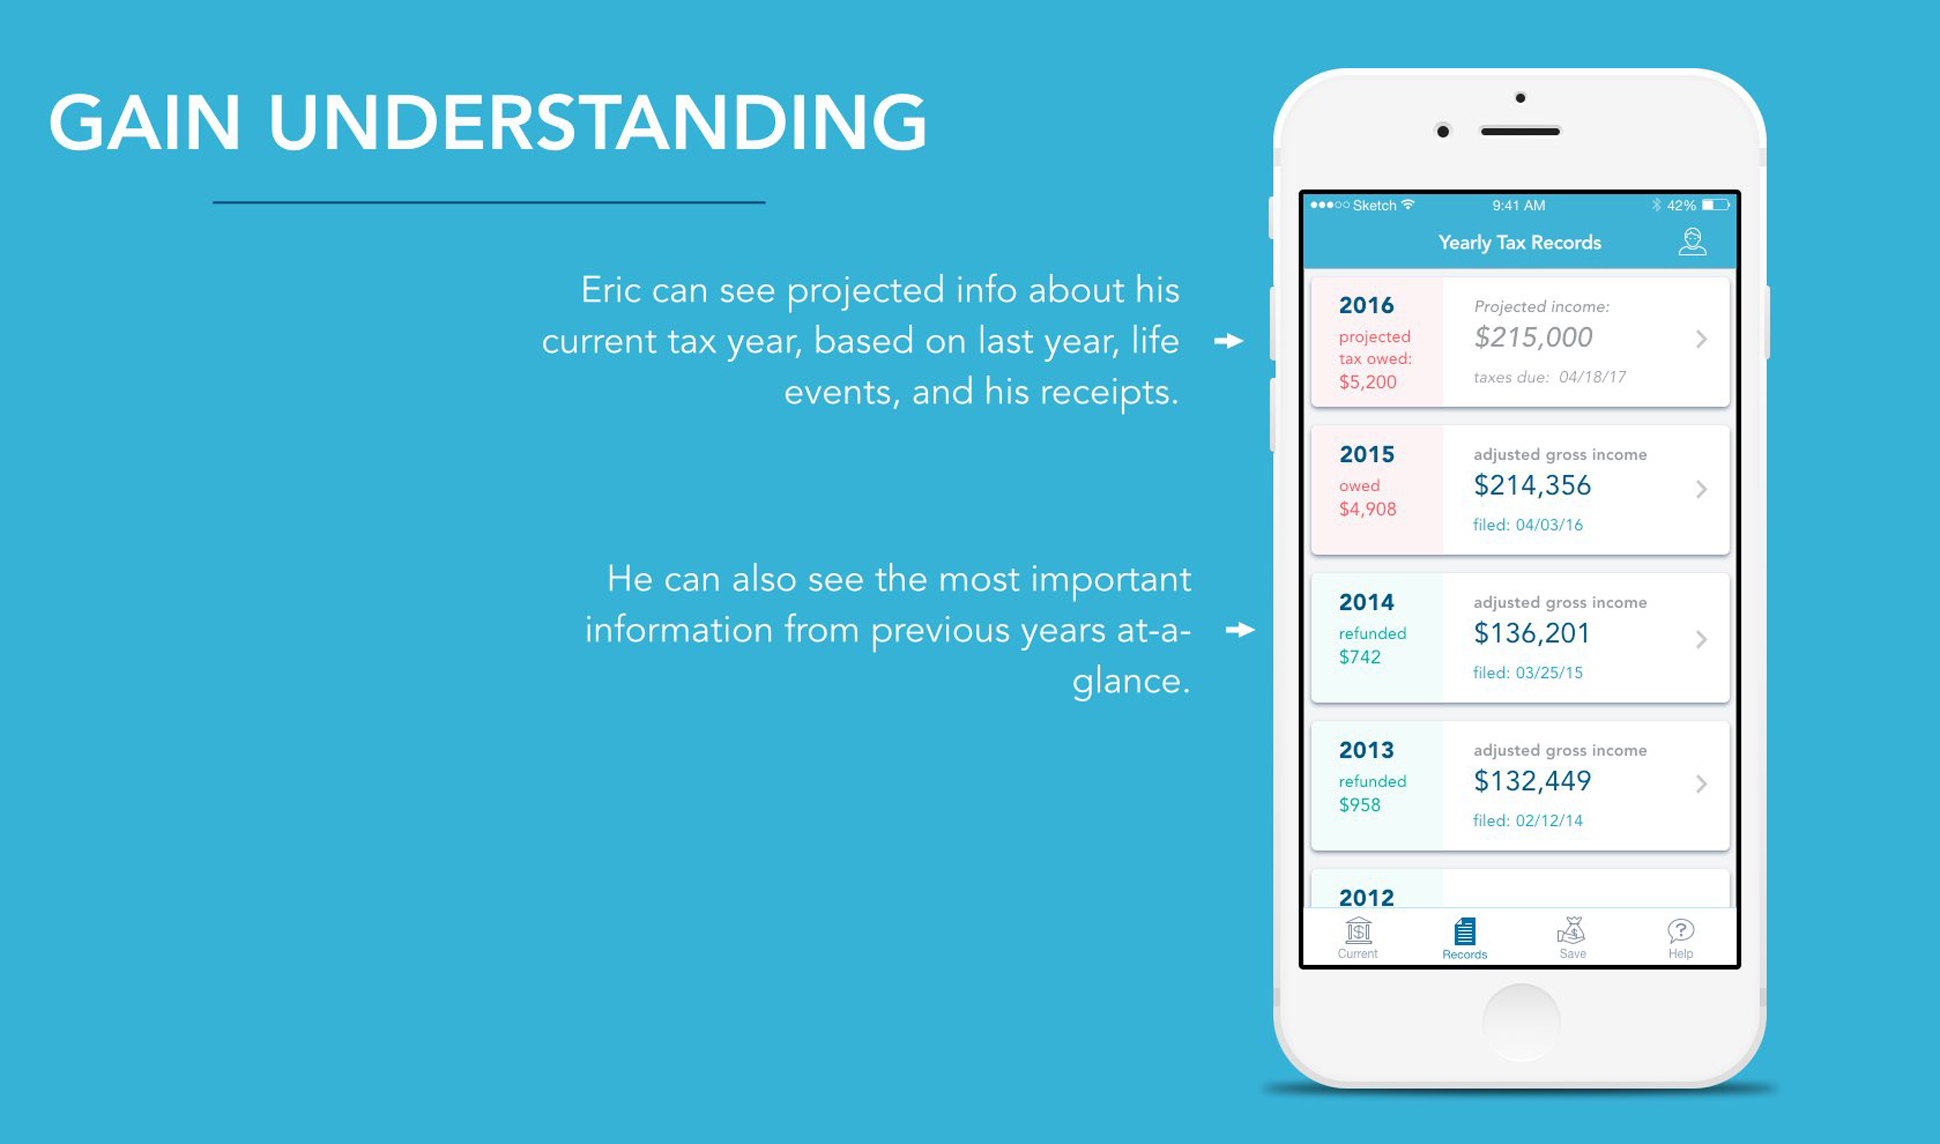 GAIN UNDERSTANDING
Eric can see projected info about his
current tax year, based on last year, life
events, and his receipts.
He can also see the most important
information from previous years at-a-
glance.
Sketch 9:41 AM 42%
Yearly Tax Records
2016
projected
tax owed:
$5,200
Projected income:
$215,000
taxes due: 04/18/17
2015
owed
$4,908
adjusted gross income
$214,356
filed: 04/03/16
2014
refunded
$742
adjusted gross income
$136,201
filed: 03/25/15
2013
refunded
$958
adjusted gross income
$132,449
filed: 02/12/14
2012
Current Records Save Help